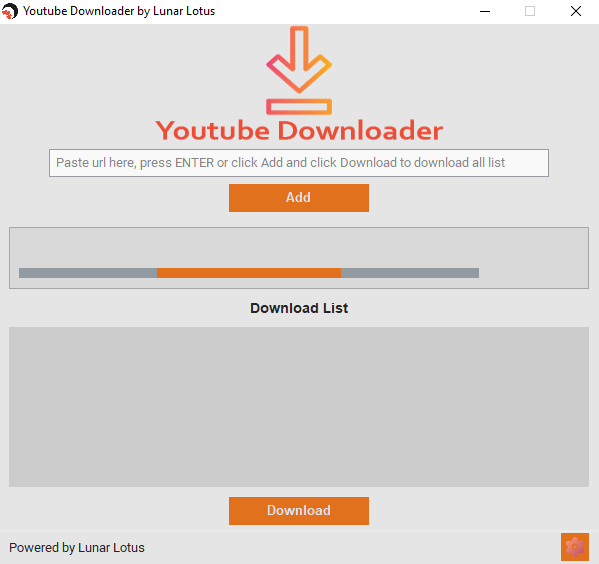 Youtube Downloader by Lunar Lotus
Youtube Downloader
Paste url here, press ENTER or click Add and click Download to download all list
Add
Download List
Download
Powered by Lunar Lotus